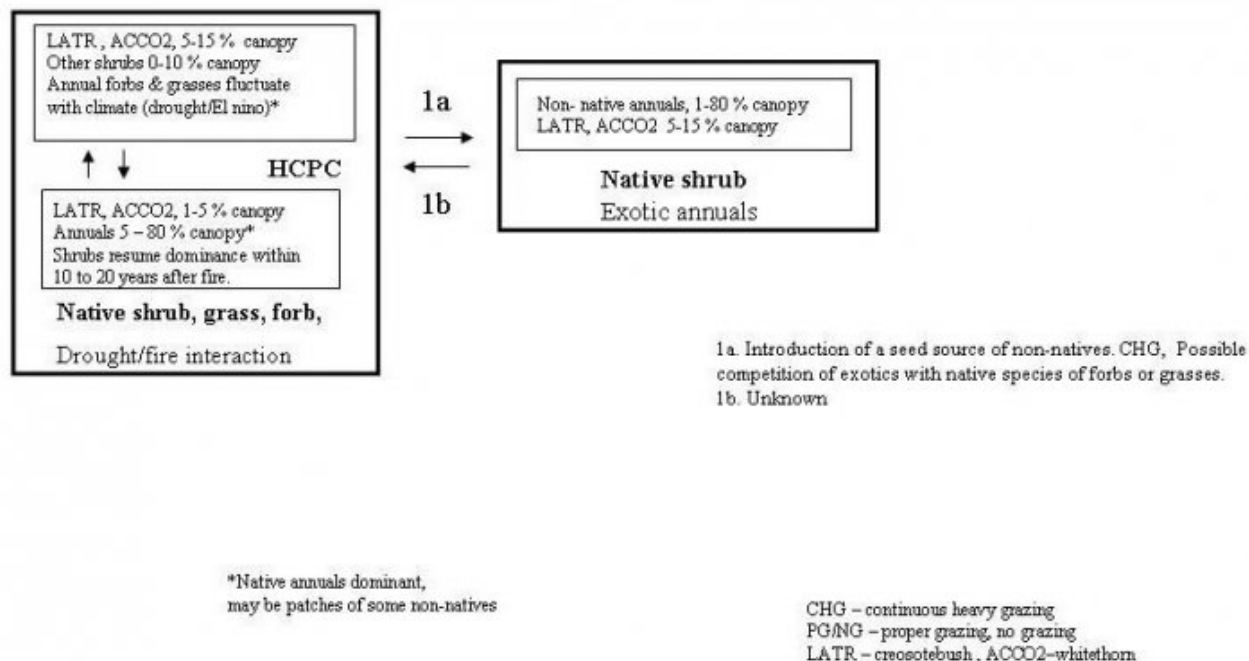 LATR , ACCO2, 5-15 % canopy
Other shrubs 0-10 % canopy
Annual forbs & grasses fluctuate
with climate (drought/El nino)*
HCPC
LATR, ACCO2, 1-5 % canopy
Annuals 5 – 80 % canopy*
Shrubs resume dominance within
10 to 20 years after fire.
Native shrub, grass, forb,
Drought/fire interaction
1a
1b
Non- native annuals, 1-80 % canopy
LATR, ACCO2 5-15 % canopy
Native shrub
Exotic annuals
1a. Introduction of a seed source of non-natives. CHG, Possible
competition of exotics with native species of forbs or grasses.
1b. Unknown
*Native annuals dominant,
may be patches of some non-natives
CHG – continuous heavy grazing
PG/NG – proper grazing, no grazing
LATR – creosotebush , ACCO2–whitethorn